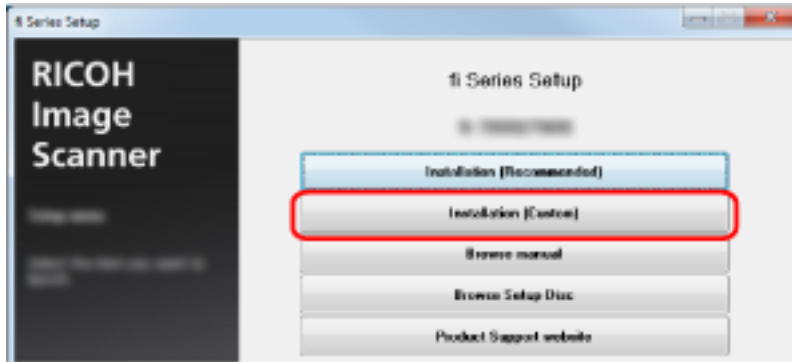 fi Series Setup
RICOH
Image
Scanner
fi Series Setup
Installation (Recommended)
Installation (Custom)
Browse manual
Browse Setup Disc
Product Support website